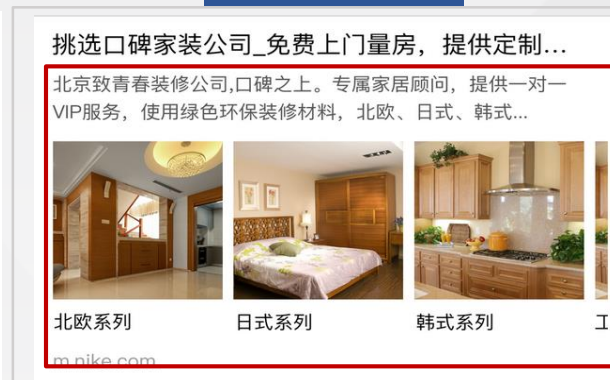 挑选口碑家装公司_免费上门量房，提供定制...
北京致青春装修公司,口碑之上。专属家居顾问，提供一对一
VIP服务，使用绿色环保装修材料，北欧、日式、韩式...
北欧系列
日式系列
韩式系列
工
m.nike.com